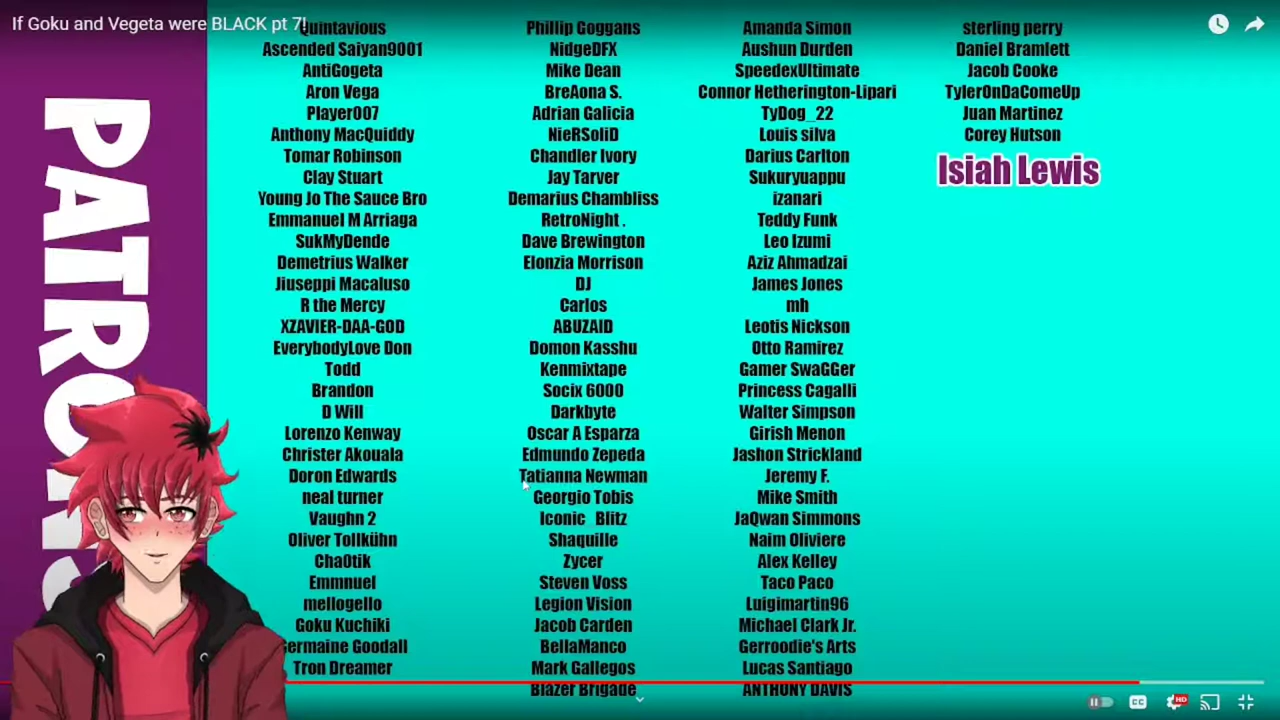 If Goku and Vegeta were BLACK pt 7!
PATRONS
Quintavious
Ascended Saiyan9001
AntiGogeta
Aron Vega
Player007
Anthony MacQuiddy
Tomar Robinson
Clay Stuart
Young Jo The Sauce Bro
Emmanuel M Arriaga
SukMyDende
Demetrius Walker
Jiuseppi Macaluso
R the Mercy
XZAVIER-DAA-GOD
EverybodyLove Don
Todd
Brandon
D Will
Lorenzo Kenway
Christer Akouala
Doron Edwards
neal turner
Vaughn 2
Oliver Tollkühn
Cha0tik
Emmnuel
mellogello
Goku Kuchiki
Germaine Goodall
Tron Dreamer
Phillip Goggans
NidgeDFX
Mike Dean
BreAona S.
Adrian Galicia
NieRSoliD
Chandler Ivory
Jay Tarver
Demarius Chambliss
RetroNight .
Dave Brewington
Elonzia Morrison
DJ
Carlos
ABUZAID
Domon Kasshu
Kenmixtape
Socix 6000
Darkbyte
Oscar A Esparza
Edmundo Zepeda
Tatianna Newman
Georgio Tobis
Iconic_Blitz
Shaquille
Zycer
Steven Voss
Legion Vision
Jacob Carden
BellaManco
Mark Gallegos
Blazer Brigade
Amanda Simon
Aushun Durden
SpeedexUltimate
Connor Hetherington-Lipari
TyDog_22
Louis silva
Darius Carlton
Sukuryuappu
izanari
Teddy Funk
Leo Izumi
Aziz Ahmadzai
James Jones
mh
Leotis Nickson
Otto Ramirez
Gamer SwaGGer
Princess Cagalli
Walter Simpson
Girish Menon
Jashon Strickland
Jeremy F.
Mike Smith
JaQwan Simmons
Naim Oliviere
Alex Kelley
Taco Paco
Luigimartin96
Michael Clark Jr.
Gerroodie's Arts
Lucas Santiago
ANTHONY DAVIS
sterling perry
Daniel Bramlett
Jacob Cooke
TylerOnDaComeUp
Juan Martinez
Corey Hutson
Isiah Lewis
CC
HD